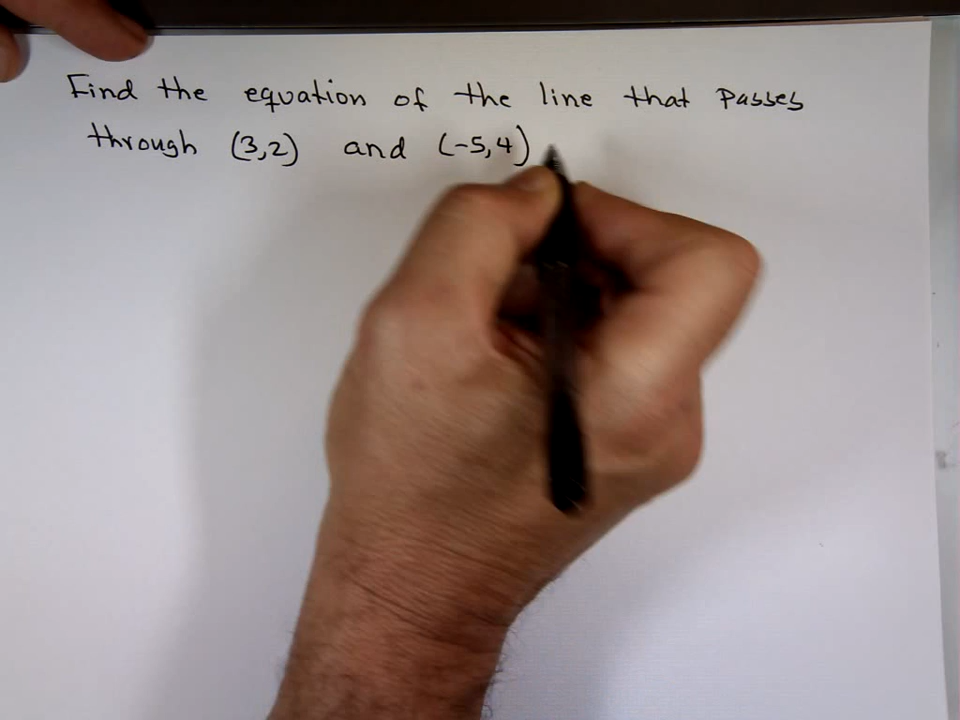 Find the equation of the line that passes
through (3,2) and (-5,4)